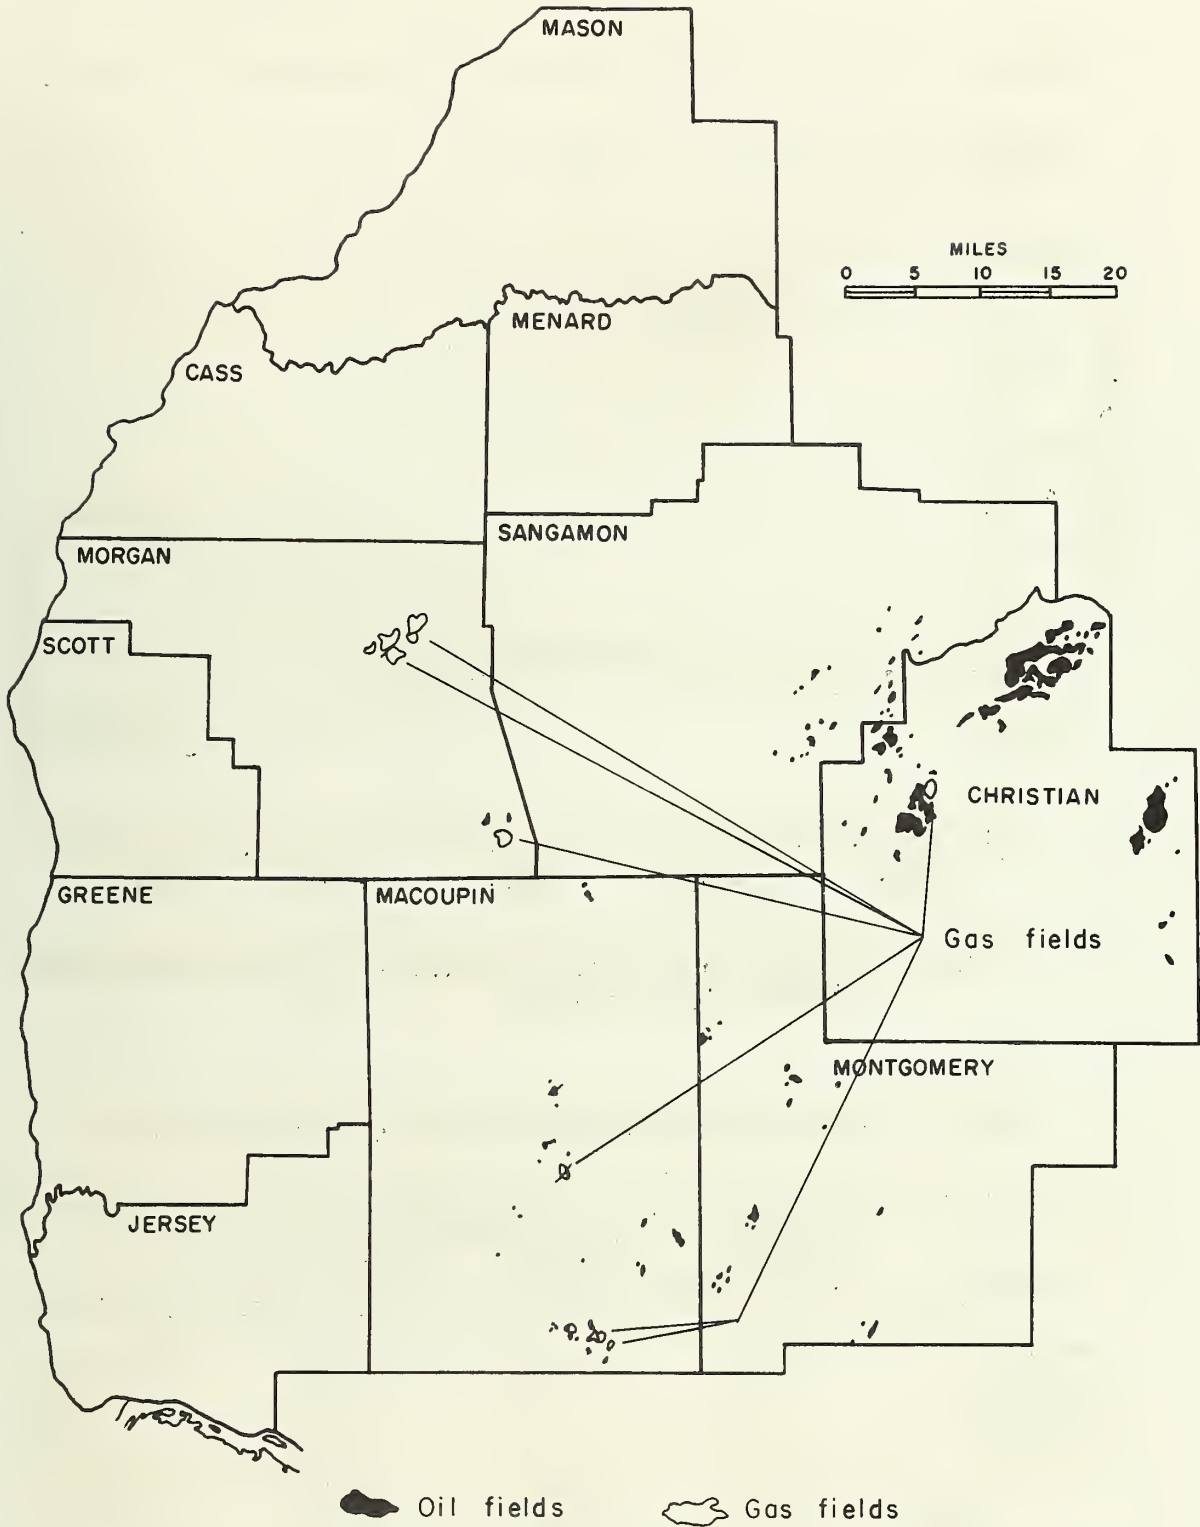 MASON
MILES
0 5 10 15 20
MENARD
CASS
SANGAMON
MORGAN
SCOTT
CHRISTIAN
GREENE
MACOUPIN
Gas fields
MONTGOMERY
JERSEY
Oil fields
Gas fields